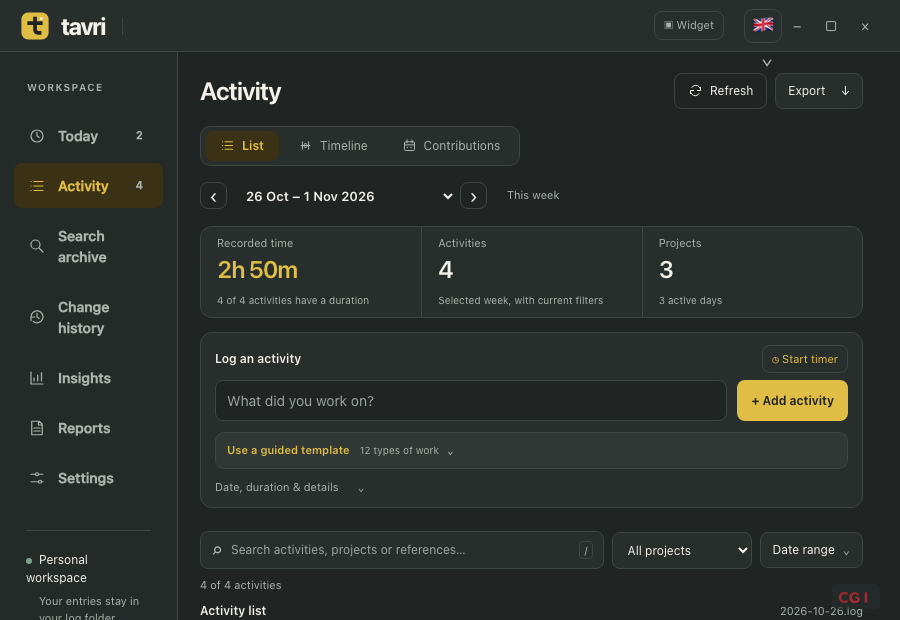 tavri
Widget
WORKSPACE
Today 2
Activity 4
Search
archive
Change
history
Insights
Reports
Settings
Personal
workspace
Your entries stay in
your log folder
Activity
Refresh
Export ↓
List
Timeline
Contributions
26 Oct – 1 Nov 2026
This week
Recorded time
2h 50m
4 of 4 activities have a duration
Activities
4
Selected week, with current filters
Projects
3
3 active days
Log an activity
Start timer
What did you work on?
+ Add activity
Use a guided template 12 types of work
Date, duration & details
Search activities, projects or references... /
All projects
Date range
4 of 4 activities
Activity list
2026-10-26.log
CGI